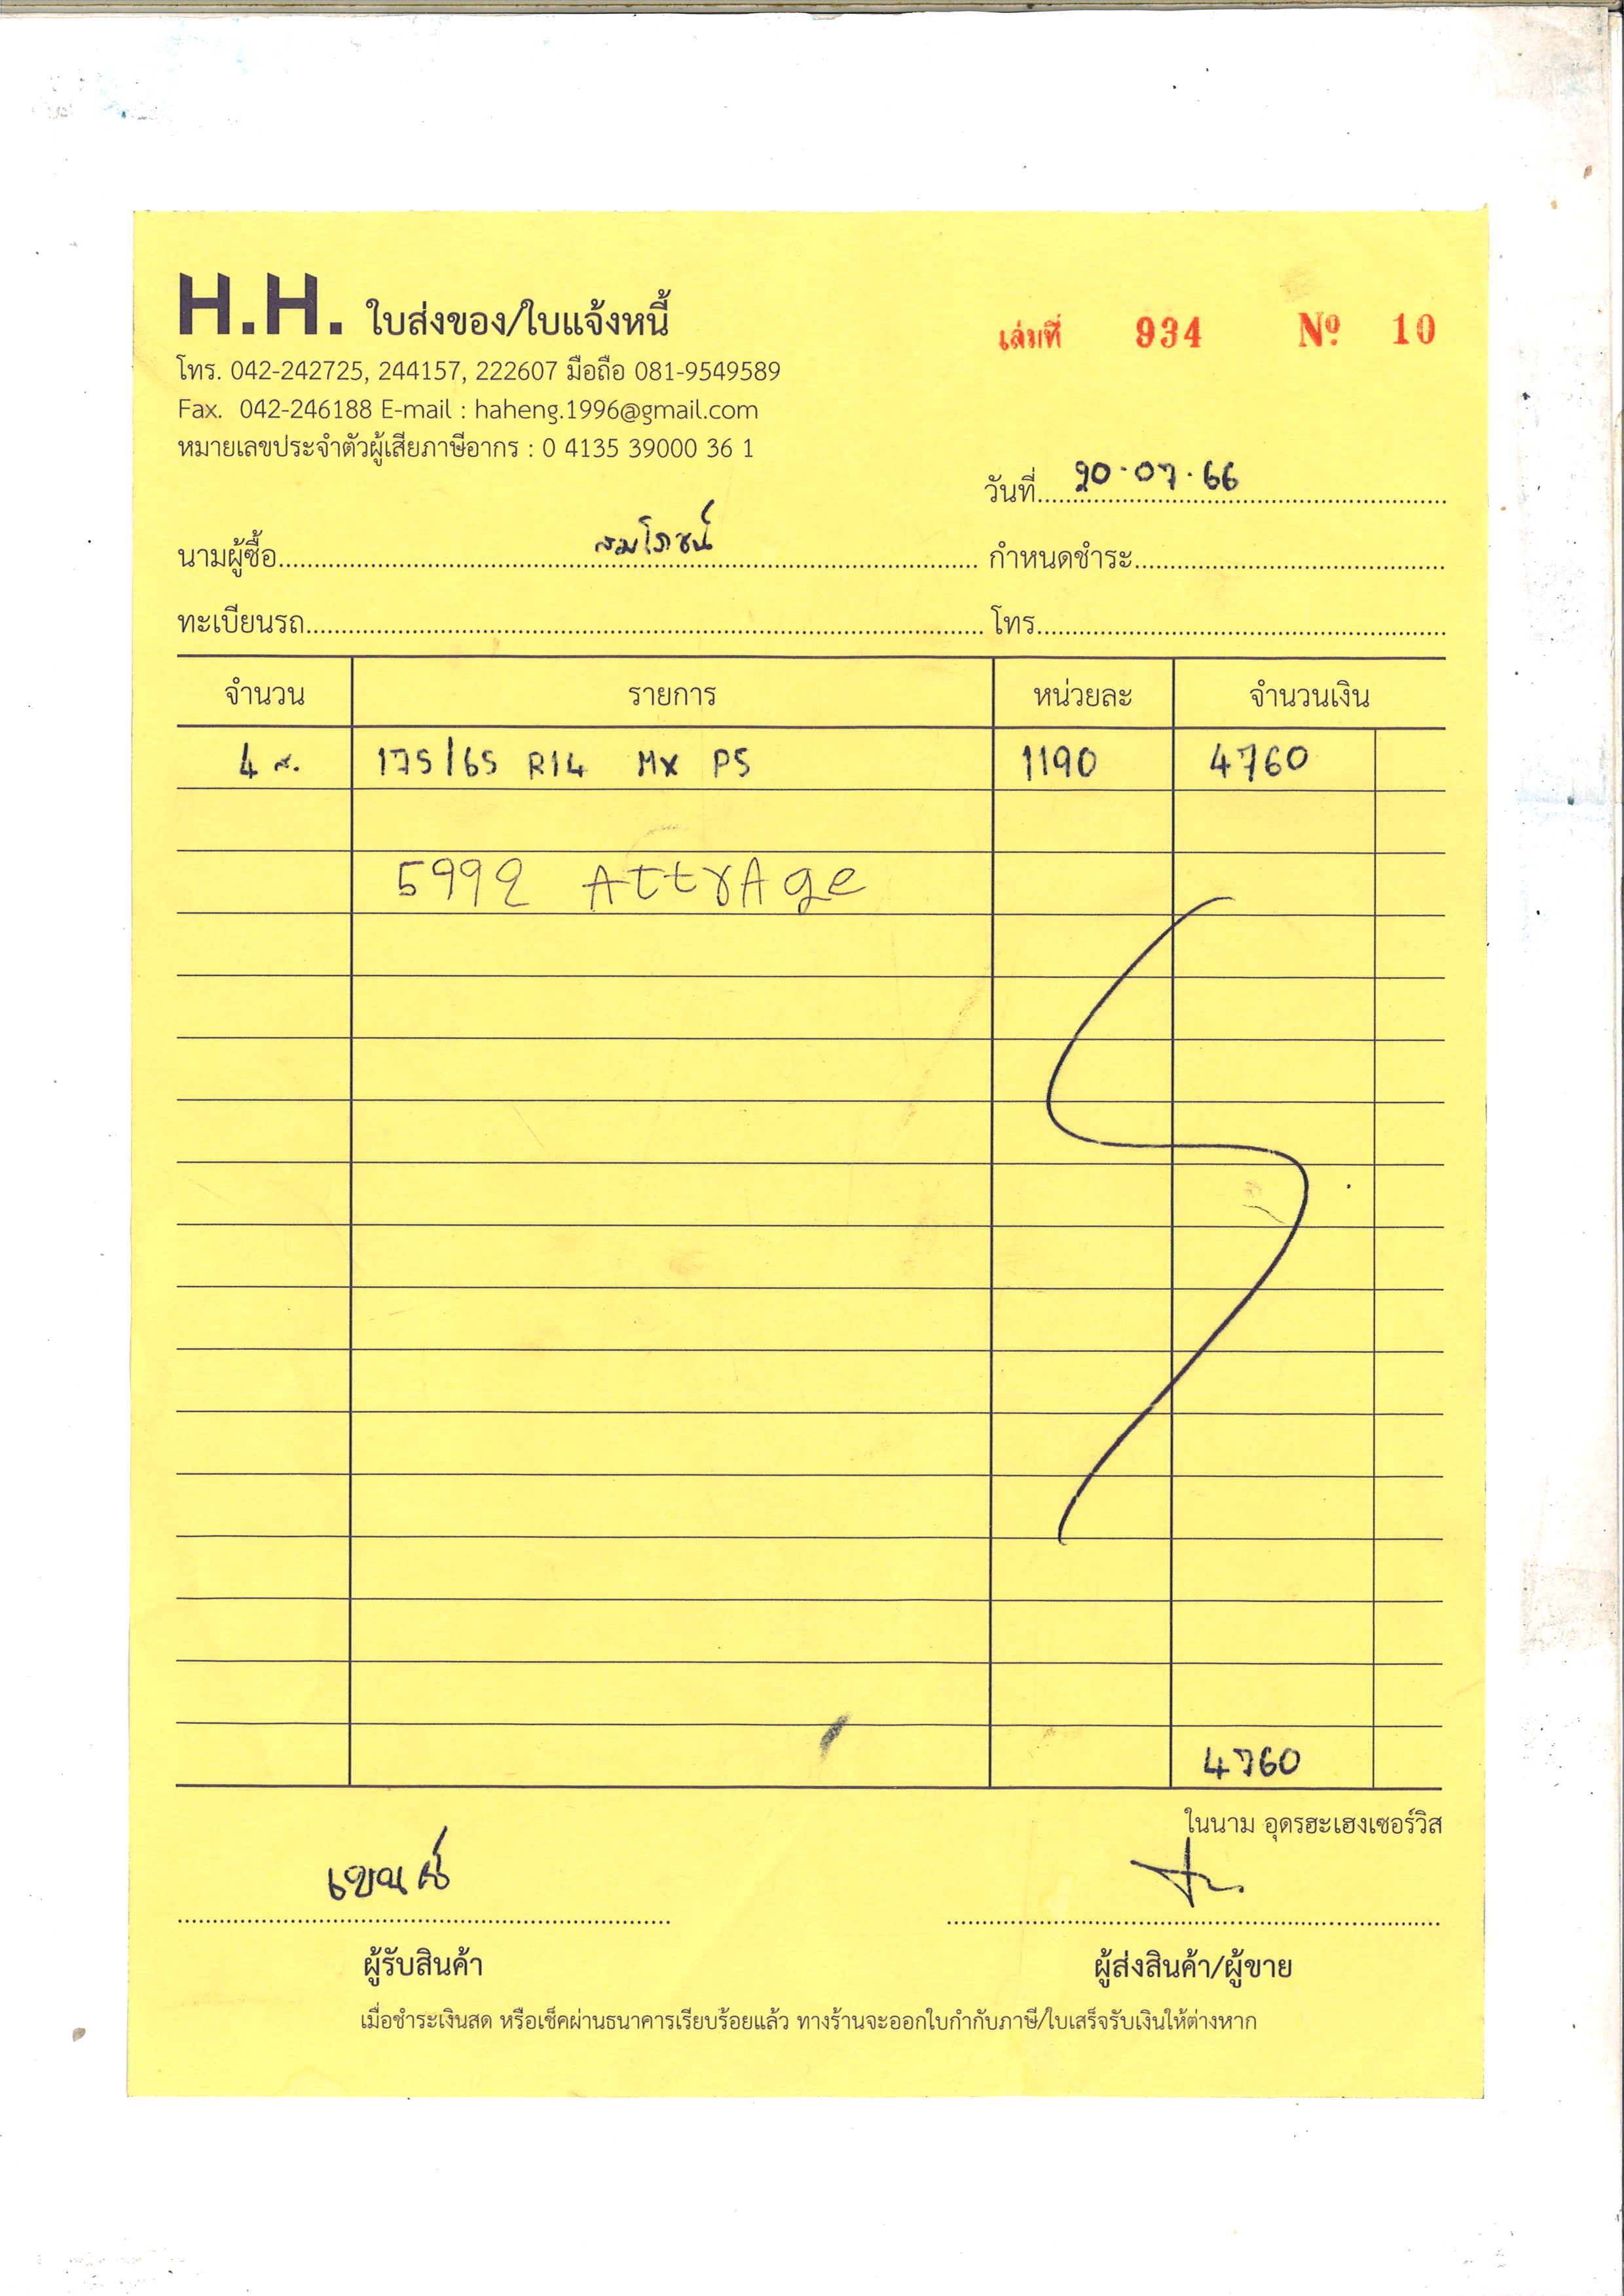 H.H. ใบส่งของ/ใบแจ้งหนี้
เล่มที่ 934 Nº 10
โทร. 042-242725, 244157, 222607 มือถือ 081-9549589
Fax. 042-246188 E-mail : haheng.1996@gmail.com
หมายเลขประจำตัวผู้เสียภาษีอากร : 0 4135 39000 36 1
วันที่ 20.07.66
นามผู้ซื้อ สมโภชน์ กำหนดชำระ
ทะเบียนรถ โทร
จำนวน รายการ หน่วยละ จำนวนเงิน
4 ส. 175/65 R14 MX P5 1190 4760
5992 AttrAge
4760
ในนาม อุดรฮะเฮงเซอร์วิส
ผู้รับสินค้า ผู้ส่งสินค้า/ผู้ขาย
เมื่อชำระเงินสด หรือเช็คผ่านธนาคารเรียบร้อยแล้ว ทางร้านจะออกใบกำกับภาษี/ใบเสร็จรับเงินให้ต่างหาก